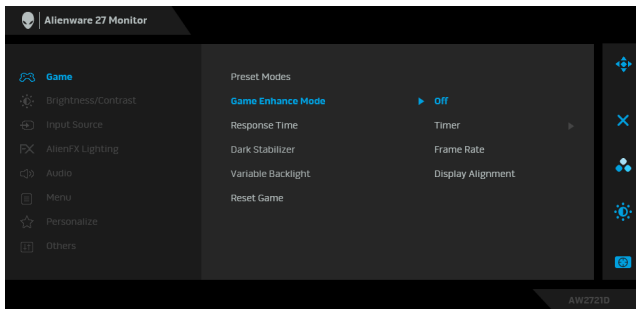 Alienware 27 Monitor
Game
Brightness/Contrast
Input Source
FX AlienFX Lighting
Audio
Menu
Personalize
Others
Preset Modes
Game Enhance Mode
Response Time
Dark Stabilizer
Variable Backlight
Reset Game
Off
Timer
Frame Rate
Display Alignment
AW2721D